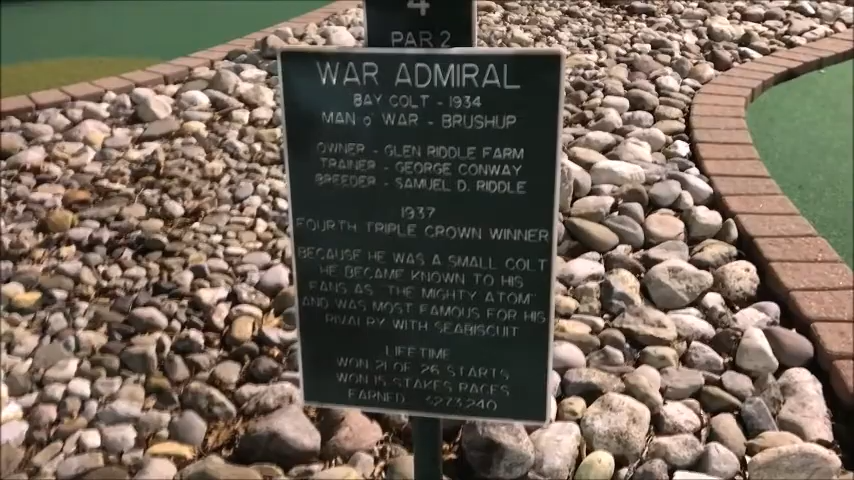 4
PAR 2
WAR ADMIRAL
BAY COLT - 1934
MAN O' WAR - BRUSHUP
OWNER - GLEN RIDDLE FARM
TRAINER - GEORGE CONWAY
BREEDER - SAMUEL D. RIDDLE
1937
FOURTH TRIPLE CROWN WINNER
BECAUSE HE WAS A SMALL COLT
HE BECAME KNOWN TO HIS
FANS AS THE "MIGHTY ATOM"
AND WAS MOST FAMOUS FOR HIS
RIVALRY WITH SEABISCUIT
LIFETIME
WON 21 OF 26 STARTS
WON 15 STAKES RACES
EARNED - $273,240